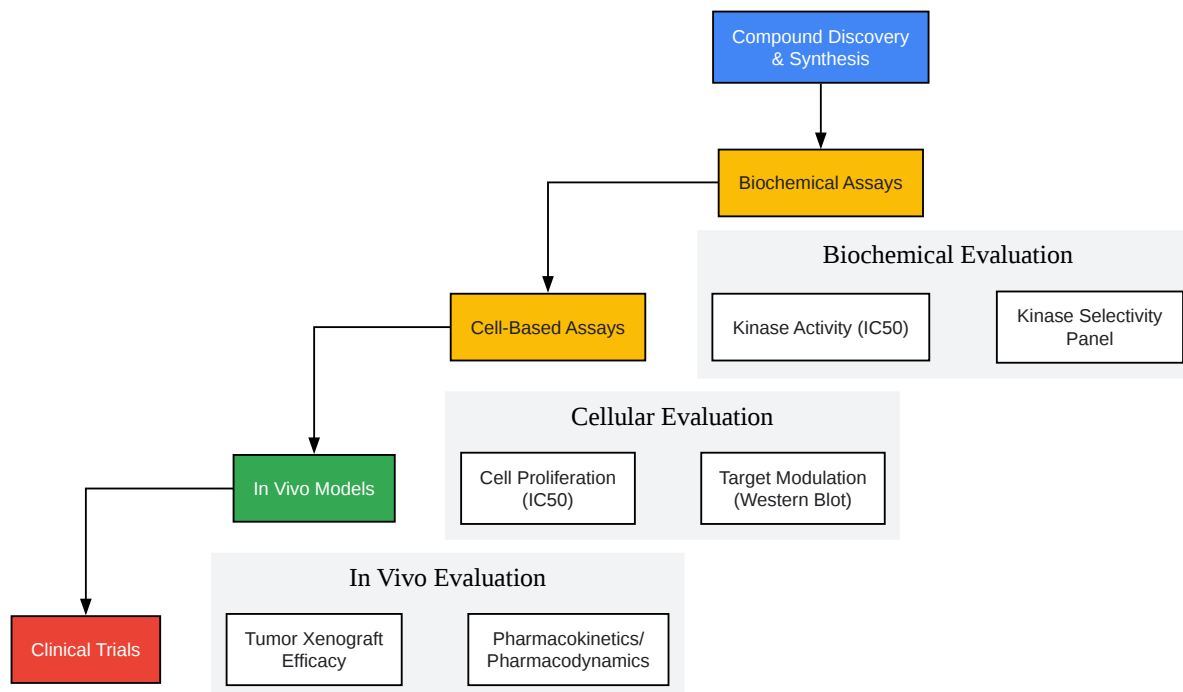 Compound Discovery
& Synthesis
Biochemical Assays
Biochemical Evaluation
Kinase Activity (IC50)
Kinase Selectivity
Panel
Cell-Based Assays
Cellular Evaluation
Cell Proliferation
(IC50)
Target Modulation
(Western Blot)
In Vivo Models
In Vivo Evaluation
Tumor Xenograft
Efficacy
Pharmacokinetics/
Pharmacodynamics
Clinical Trials